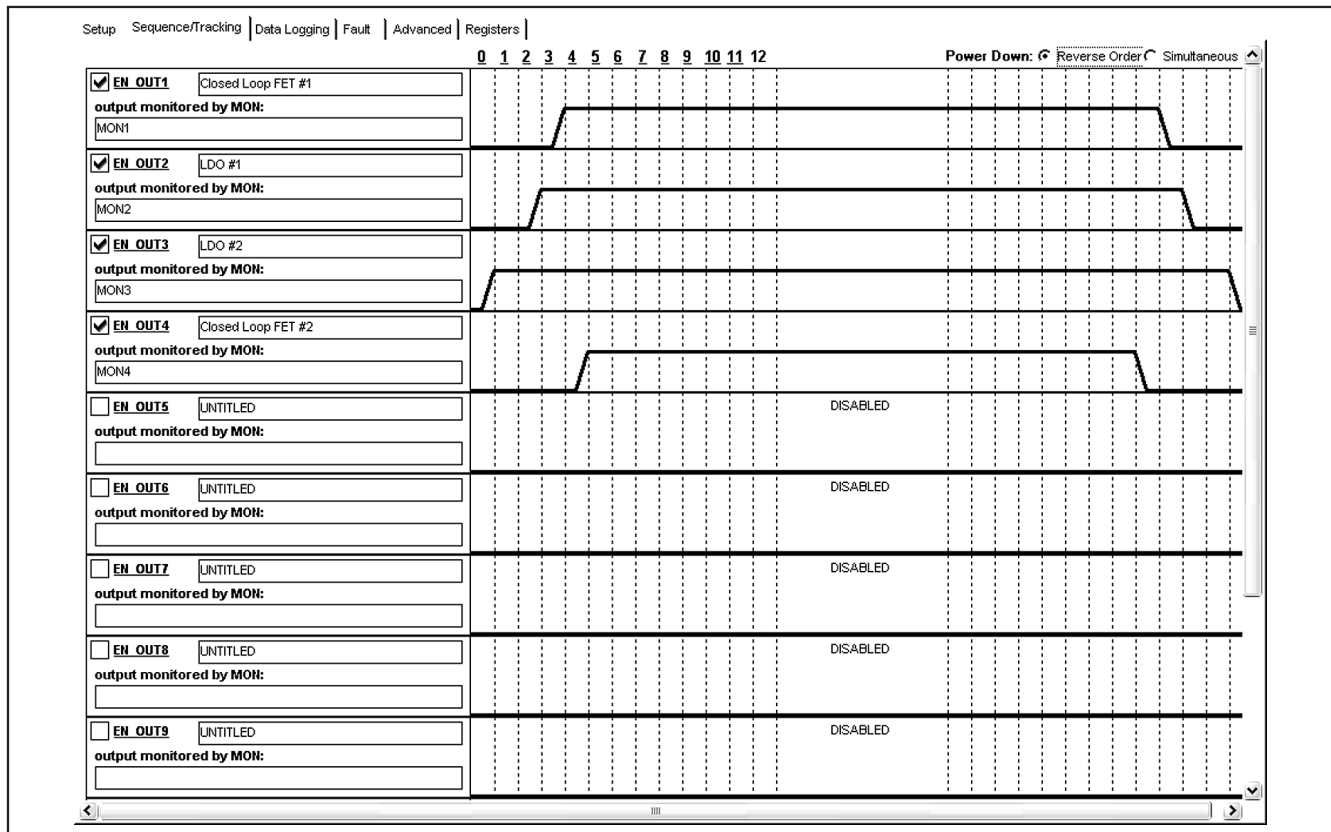 Setup Sequence/Tracking Data Logging Fault Advanced Registers
0 1 2 3 4 5 6 7 8 9 10 11 12 Power Down: Reverse Order Simultaneous
EN_OUT1 Closed Loop FET #1
output monitored by MON:
MON1
EN_OUT2 LDO #1
output monitored by MON:
MON2
EN_OUT3 LDO #2
output monitored by MON:
MON3
EN_OUT4 Closed Loop FET #2
output monitored by MON:
MON4
EN_OUT5 UNTITLED DISABLED
output monitored by MON:
EN_OUT6 UNTITLED DISABLED
output monitored by MON:
EN_OUT7 UNTITLED DISABLED
output monitored by MON:
EN_OUT8 UNTITLED DISABLED
output monitored by MON:
EN_OUT9 UNTITLED DISABLED
output monitored by MON: